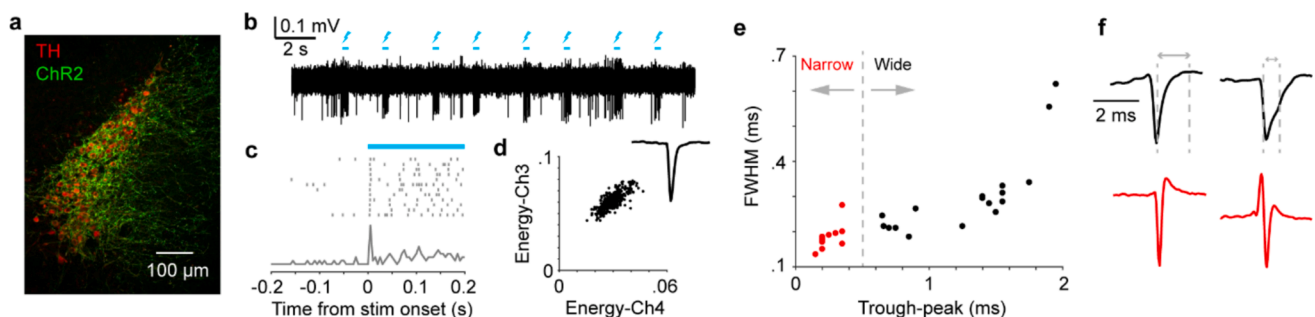 a
TH
ChR2
100 µm
b
0.1 mV
2 s
c
-0.2
-0.1
0
0.1
0.2
Time from stim onset (s)
d
.1
Energy-Ch3
0
.06
Energy-Ch4
e
.7
Narrow
Wide
FWHM
(ms)
.4
.1
0
1
2
Trough-peak (ms)
f
2 ms